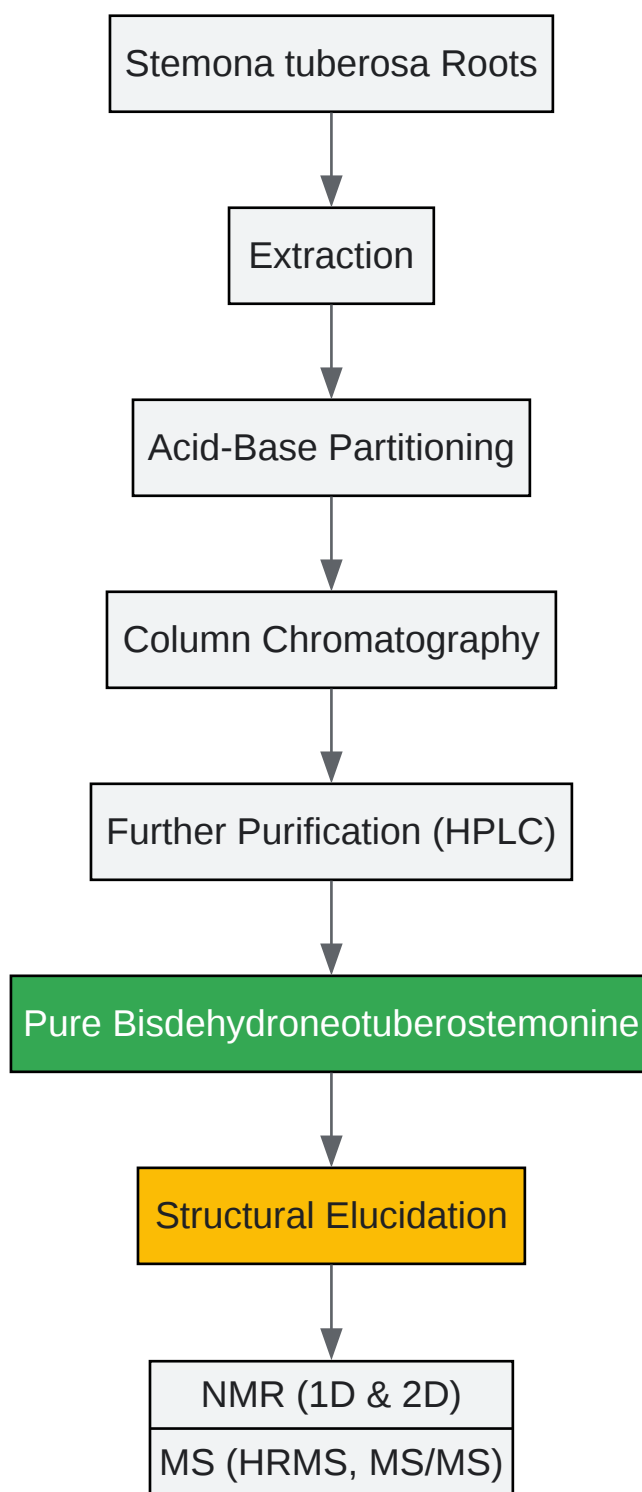 Stemona tuberosa Roots
Extraction
Acid-Base Partitioning
Column Chromatography
Further Purification (HPLC)
Pure Bisdehydroneotuberostemonine
Structural Elucidation
NMR (1D & 2D)
MS (HRMS, MS/MS)